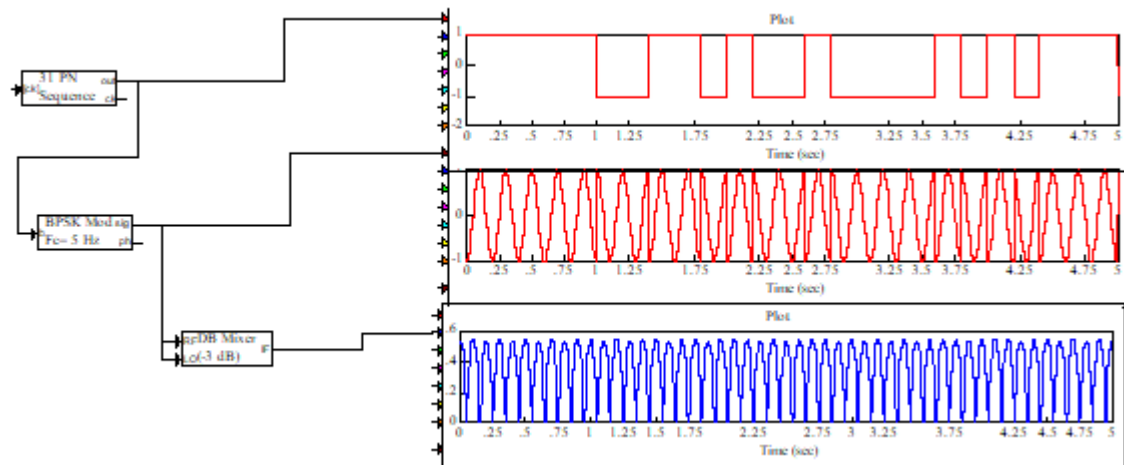 Plot
1
0
-1
-2
0 .25 .5 .75 1 1.25 1.75 2 2.25 2.5 2.75 3.25 3.5 3.75 4.25 4.75 5
Time (sec)
31 PN out
clk
Sequence clk
0
-1
0 .25 .5 .75 1 1.25 1.75 2 2.25 2.5 2.75 3.25 3.5 3.75 4.25 4.75 5
Time (sec)
BPSK Mod sig
Fc= 5 Hz ph
Plot
.6
.4
.2
0
0 .25 .5 .75 1 1.25 1.5 1.75 2.25 2.5 2.75 3 3.25 3.75 4.25 4.5 4.75 5
Time (sec)
RF DB Mixer IF
LO (-3 dB)